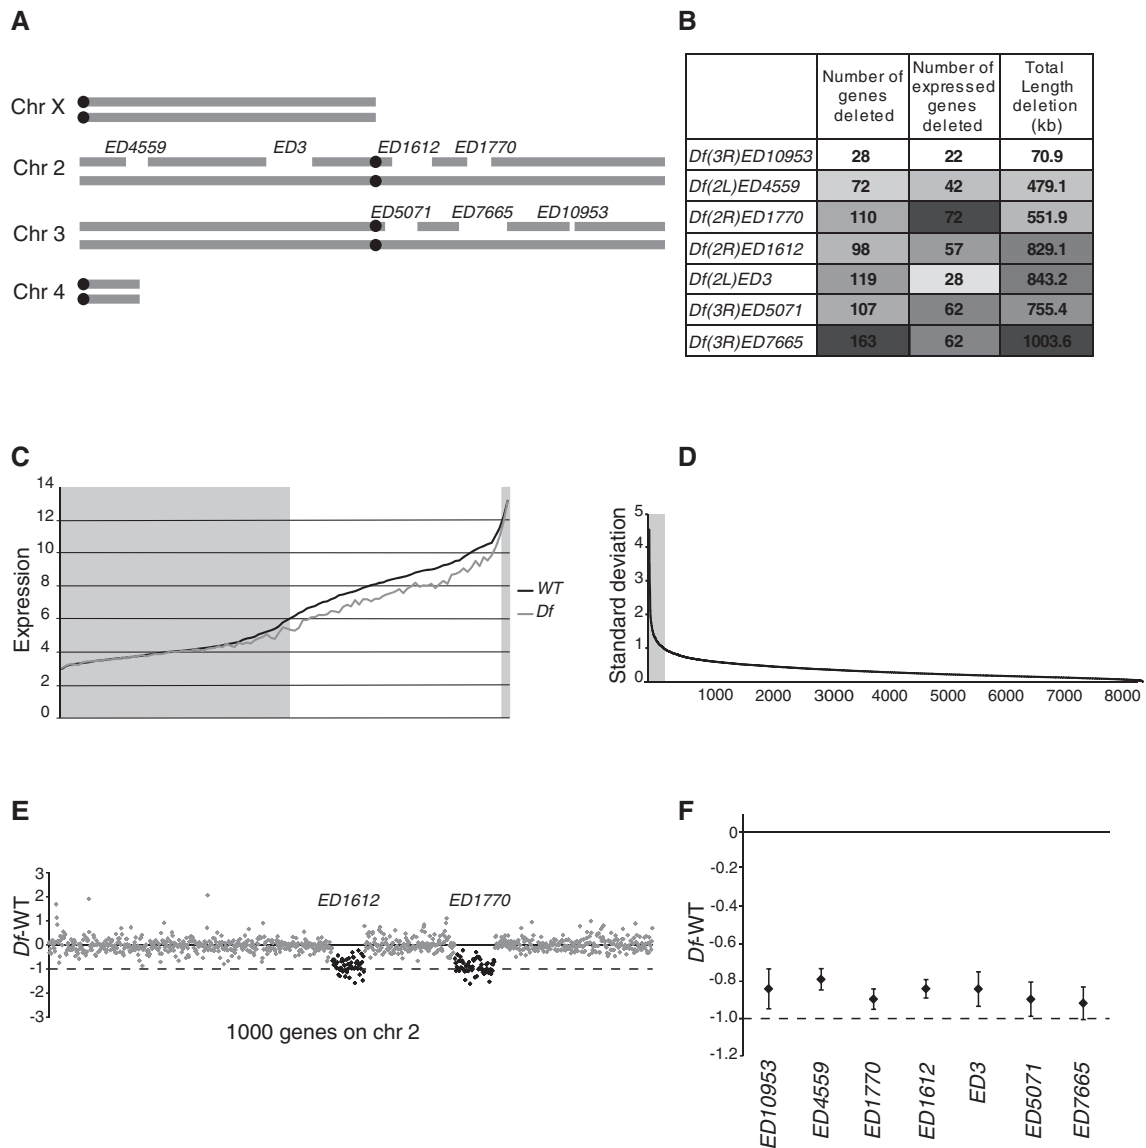 A
Chr X
ED4559 ED3 ED1612 ED1770
Chr 2
ED5071 ED7665 ED10953
Chr 3
Chr 4
B
Number of genes deleted
Number of expressed genes deleted
Total Length deletion (kb)
Df(3R)ED10953 28 22 70.9
Df(2L)ED4559 72 42 479.1
Df(2R)ED1770 110 72 551.9
Df(2R)ED1612 98 57 829.1
Df(2L)ED3 119 28 843.2
Df(3R)ED5071 107 62 755.4
Df(3R)ED7665 163 62 1003.6
C
Expression
14
12
10
8
6
4
2
0
WT
Df
D
Standard deviation
5
4
3
2
1
0
1000 2000 3000 4000 5000 6000 7000 8000
E
Df-WT
3
2
1
0
-1
-2
-3
ED1612 ED1770
1000 genes on chr 2
F
Df-WT
0
-0.2
-0.4
-0.6
-0.8
-1.0
-1.2
ED10953
ED4559
ED1770
ED1612
ED3
ED5071
ED7665